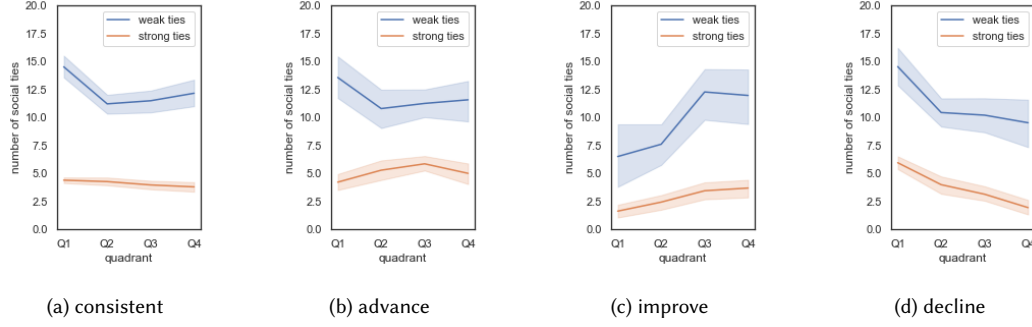 20.0
17.5
15.0
12.5
10.0
7.5
5.0
2.5
0.0
number of social ties
weak ties
strong ties
Q1 Q2 Q3 Q4
quadrant
(a) consistent
20.0
17.5
15.0
12.5
10.0
7.5
5.0
2.5
0.0
number of social ties
weak ties
strong ties
Q1 Q2 Q3 Q4
quadrant
(b) advance
20.0
17.5
15.0
12.5
10.0
7.5
5.0
2.5
0.0
number of social ties
weak ties
strong ties
Q1 Q2 Q3 Q4
quadrant
(c) improve
20.0
17.5
15.0
12.5
10.0
7.5
5.0
2.5
0.0
number of social ties
weak ties
strong ties
Q1 Q2 Q3 Q4
quadrant
(d) decline